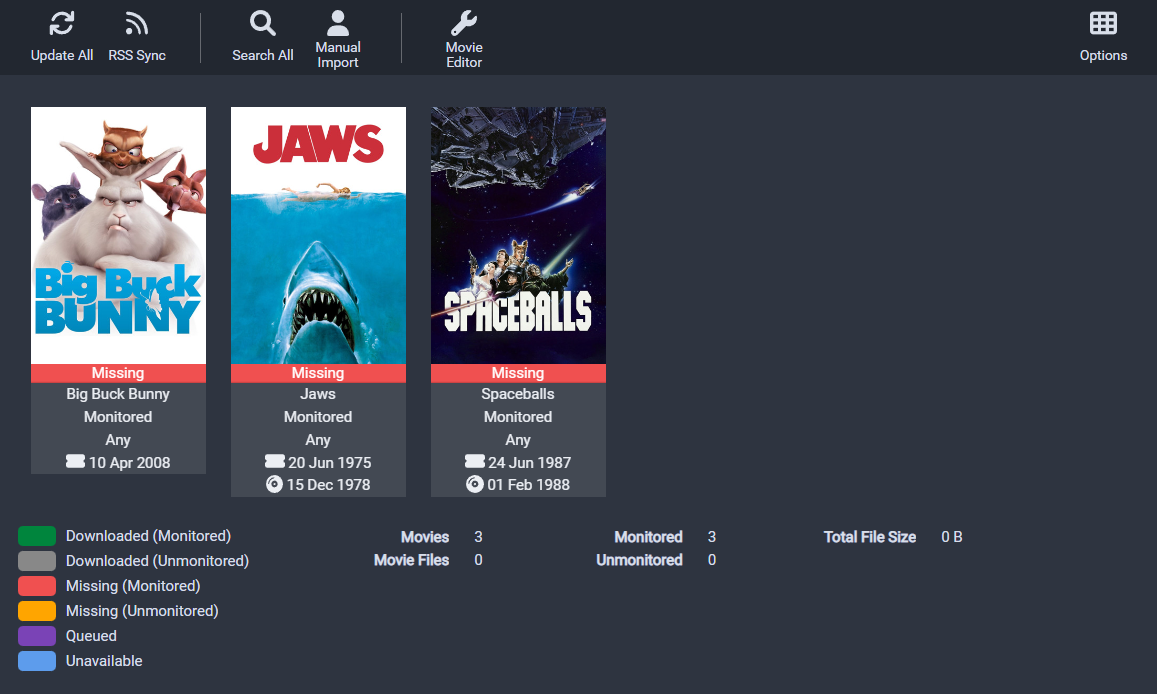 Update All
RSS Sync
Search All
Manual
Import
Movie
Editor
Options
Big Buck
BUNNY
JAWS
SPACEBALLS
Missing
Missing
Missing
Big Buck Bunny
Monitored
Any
10 Apr 2008
Jaws
Monitored
Any
20 Jun 1975
15 Dec 1978
Spaceballs
Monitored
Any
24 Jun 1987
01 Feb 1988
Downloaded (Monitored)
Downloaded (Unmonitored)
Missing (Monitored)
Missing (Unmonitored)
Queued
Unavailable
Movies 3
Movie Files 0
Monitored 3
Unmonitored 0
Total File Size 0 B